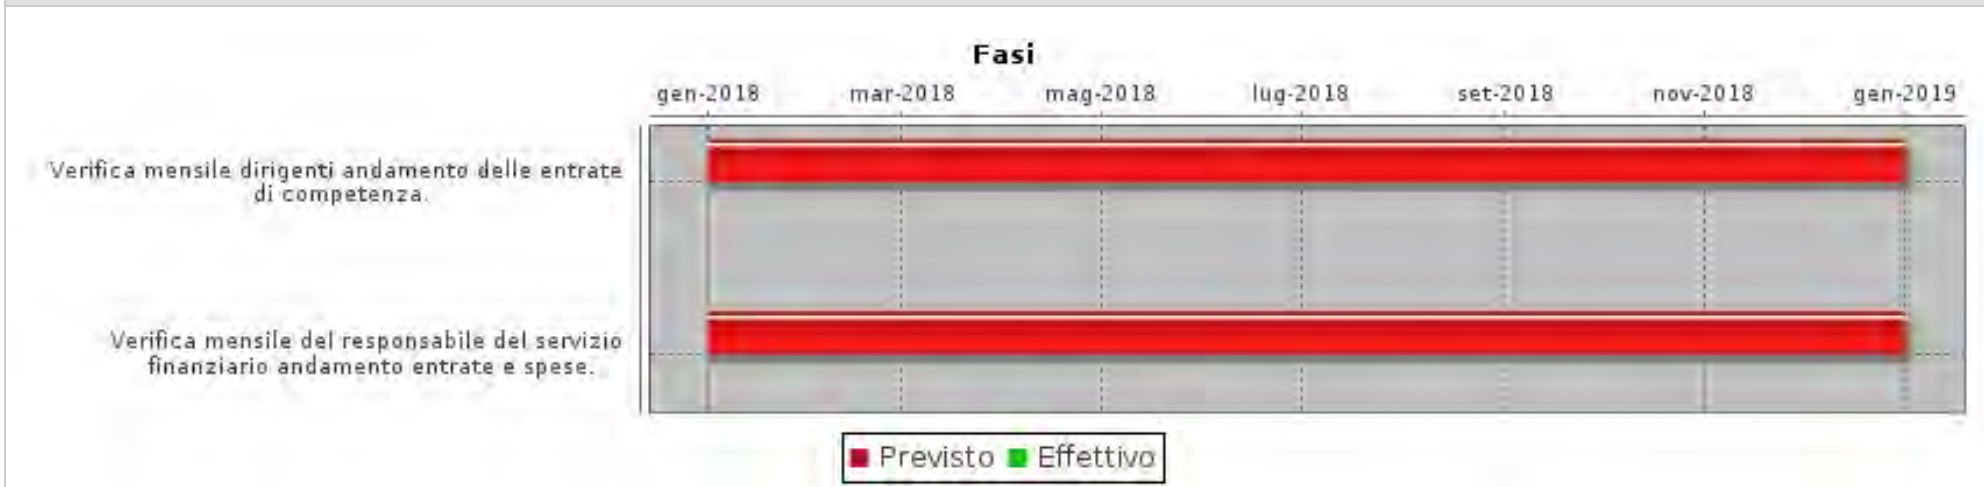 Fasi
gen-2018 mar-2018 mag-2018 lug-2018 set-2018 nov-2018 gen-2019
Verifica mensile dirigenti andamento delle entrate
di competenza.
Verifica mensile del responsabile del servizio
finanziario andamento entrate e spese.
Previsto Effettivo